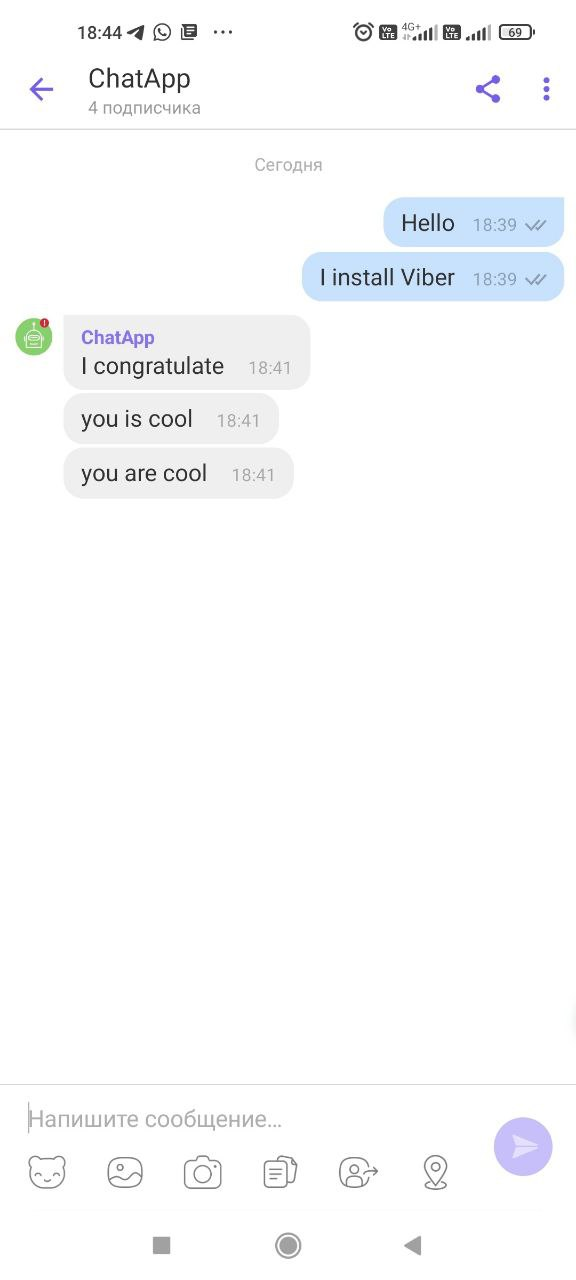 18:44
4G+
Vo LTE
Vo LTE
69
ChatApp
4 подписчика
Сегодня
Hello 18:39
I install Viber 18:39
ChatApp
I congratulate 18:41
you is cool 18:41
you are cool 18:41
Напишите сообщение...